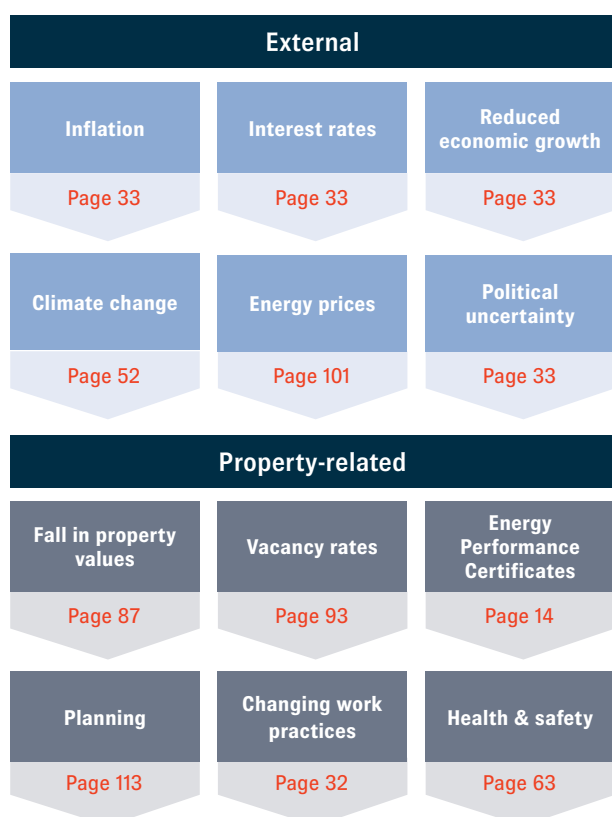 External
Inflation
Interest rates
Reduced
economic growth
Page 33
Page 33
Page 33
Climate change
Energy prices
Political
uncertainty
Page 52
Page 101
Page 33
Property-related
Fall in property
values
Vacancy rates
Energy
Performance
Certificates
Page 87
Page 93
Page 14
Planning
Changing work
practices
Health & safety
Page 113
Page 32
Page 63